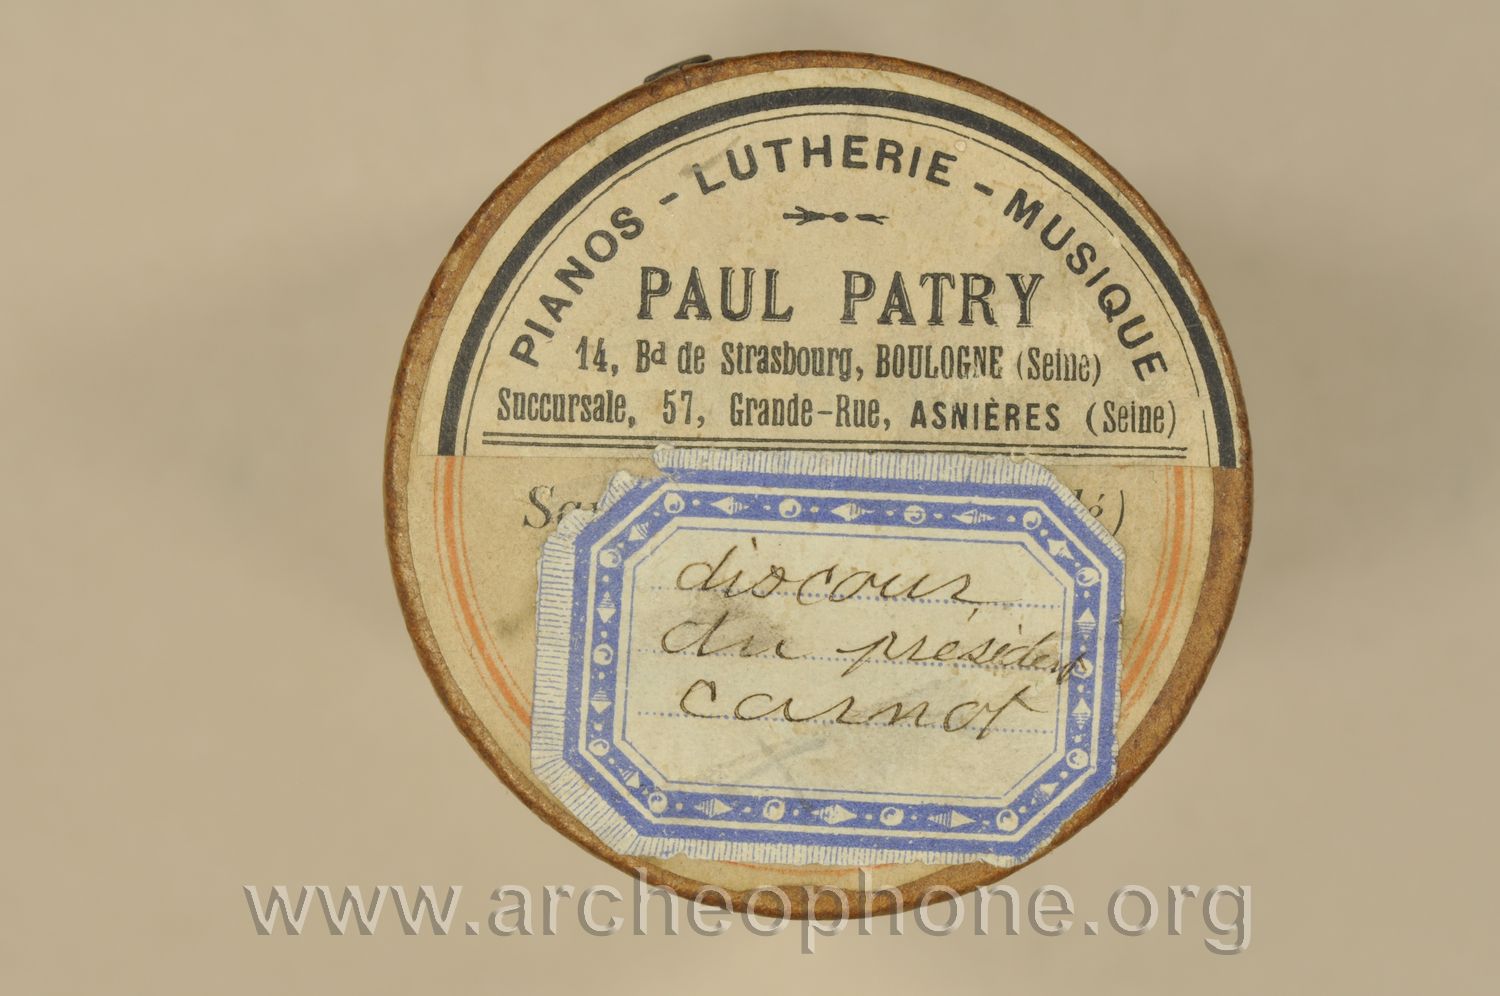 PIANOS - LUTHERIE - MUSIQUE
PAUL PATRY
14, Bd de Strasbourg, BOULOGNE (Seine)
Succursale, 57, Grande-Rue, ASNIÈRES (Seine)
discour
du président
carnot
www.archeophone.org